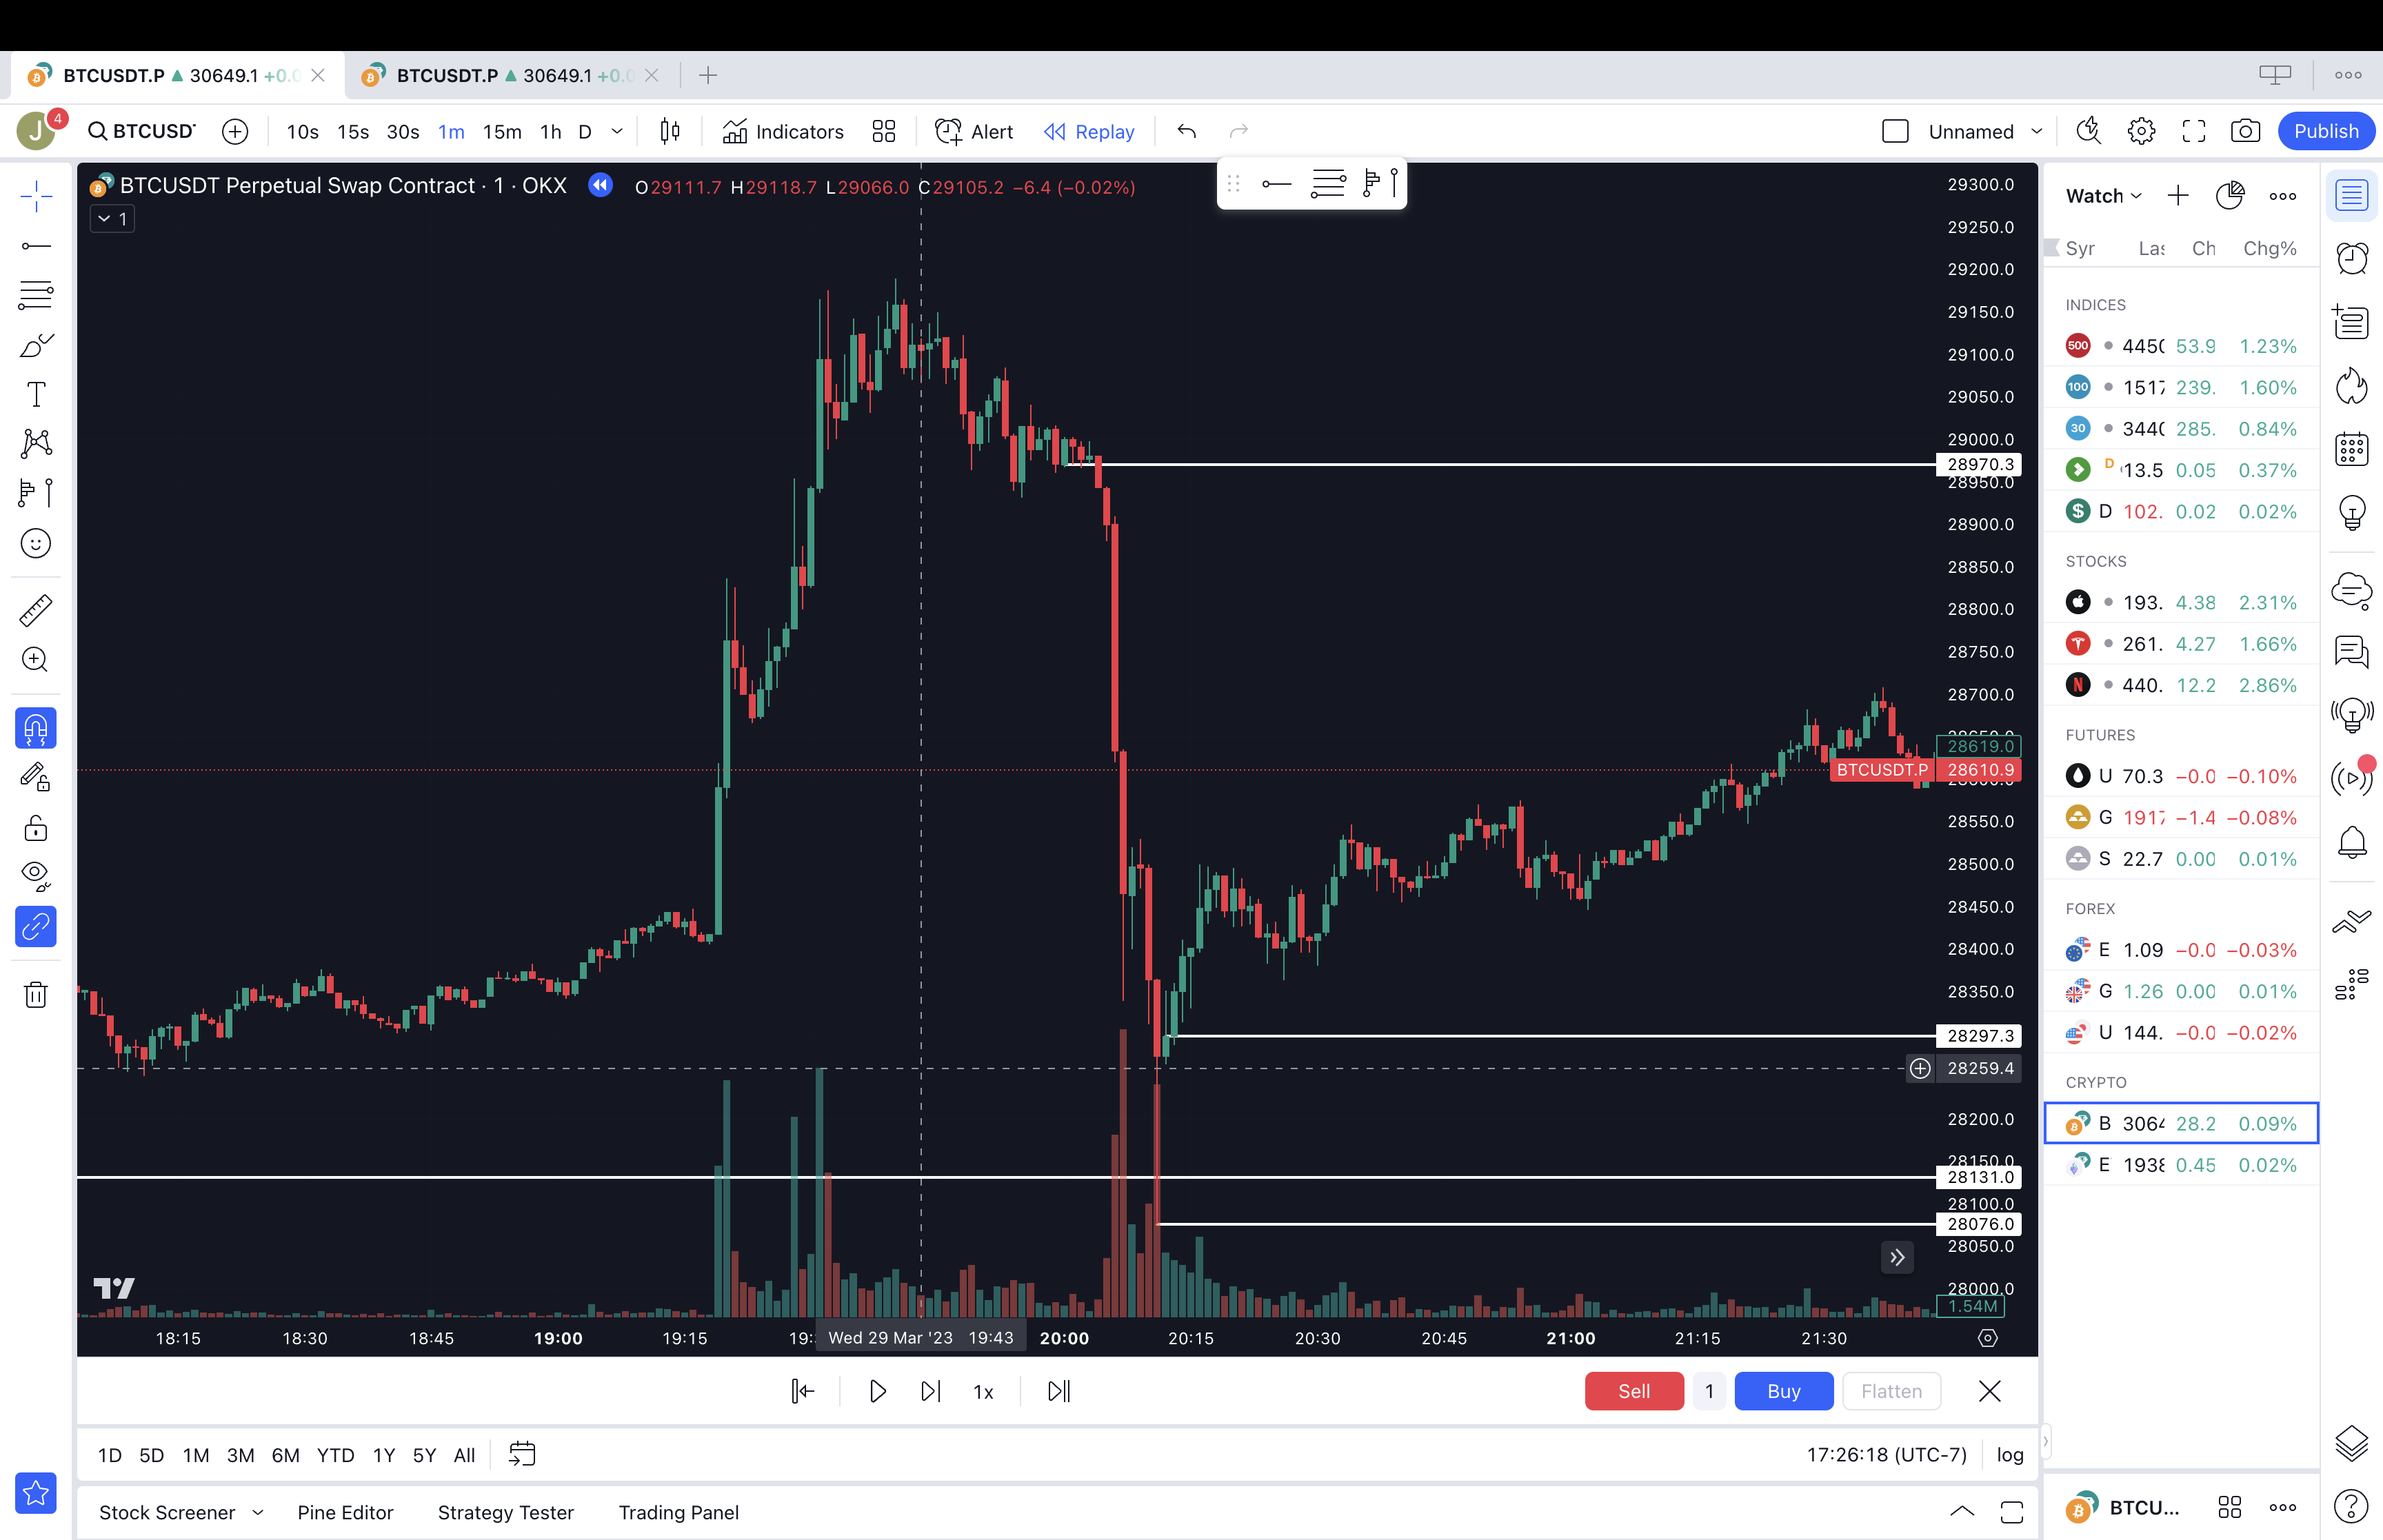 BTCUSDT.P 30649.1 +0.0 BTCUSDT.P 30649.1 +0.0
J 4 BTCUSD 10s 15s 30s 1m 15m 1h D Indicators Alert Replay Unnamed Publish
BTCUSDT Perpetual Swap Contract · 1 · OKX O29111.7 H29118.7 L29066.0 C29105.2 −6.4 (−0.02%)
1
29300.0
29250.0
29200.0
29150.0
29100.0
29050.0
29000.0
28970.3
28950.0
28900.0
28850.0
28800.0
28750.0
28700.0
28619.0
BTCUSDT.P 28610.9
28550.0
28500.0
28450.0
28400.0
28350.0
28297.3
28259.4
28200.0
28150.0
28131.0
28100.0
28076.0
28050.0
28000.0
1.54M
18:15 18:30 18:45 19:00 19:15 Wed 29 Mar '23 19:43 20:00 20:15 20:30 20:45 21:00 21:15 21:30
1x Sell 1 Buy Flatten
1D 5D 1M 3M 6M YTD 1Y 5Y All 17:26:18 (UTC-7) log
Stock Screener Pine Editor Strategy Tester Trading Panel
Watch
Syr Las Ch Chg%
INDICES
500 445 53.9 1.23%
100 1517 239. 1.60%
30 344 285. 0.84%
D 13.5 0.05 0.37%
$ D 102. 0.02 0.02%
STOCKS
193. 4.38 2.31%
261. 4.27 1.66%
N 440. 12.2 2.86%
FUTURES
U 70.3 −0.0 −0.10%
G 1917 −1.4 −0.08%
S 22.7 0.00 0.01%
FOREX
E 1.09 −0.0 −0.03%
G 1.26 0.00 0.01%
U 144. −0.0 −0.02%
CRYPTO
B 3064 28.2 0.09%
E 1938 0.45 0.02%
BTCU...